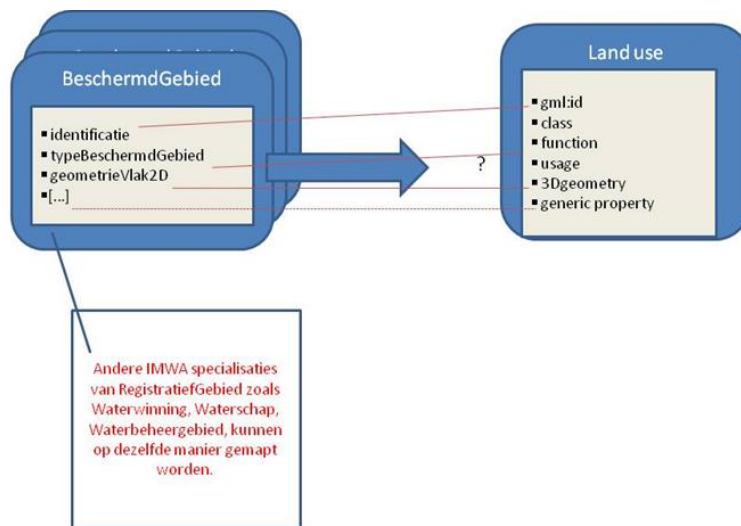 BeschermdGebied
▪ identificatie
▪ typeBeschermdGebied
▪ geometrieVlak2D
▪ [...]
?
Land use
▪ gml:id
▪ class
▪ function
▪ usage
▪ 3Dgeometry
▪ generic property
Andere IMWA specialisaties
van RegistratiefGebied zoals
Waterwinning, Waterschap,
Waterbeheergebied, kunnen
op dezelfde manier gemapt
worden.